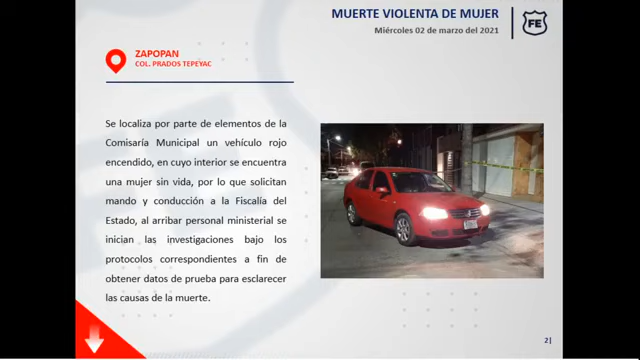 MUERTE VIOLENTA DE MUJER
Miércoles 02 de marzo del 2021
FE
ZAPOPAN
COL. PRADOS TEPEYAC
Se localiza por parte de elementos de la
Comisaría Municipal un vehículo rojo
encendido, en cuyo interior se encuentra
una mujer sin vida, por lo que solicitan
mando y conducción a la Fiscalía del
Estado, al arribar personal ministerial se
inician las investigaciones bajo los
protocolos correspondientes a fin de
obtener datos de prueba para esclarecer
las causas de la muerte.
2|